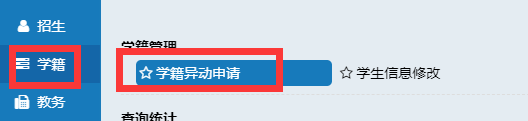 招生
学籍管理
学籍
☆ 学籍异动申请 ☆ 学生信息修改
教务
查询统计